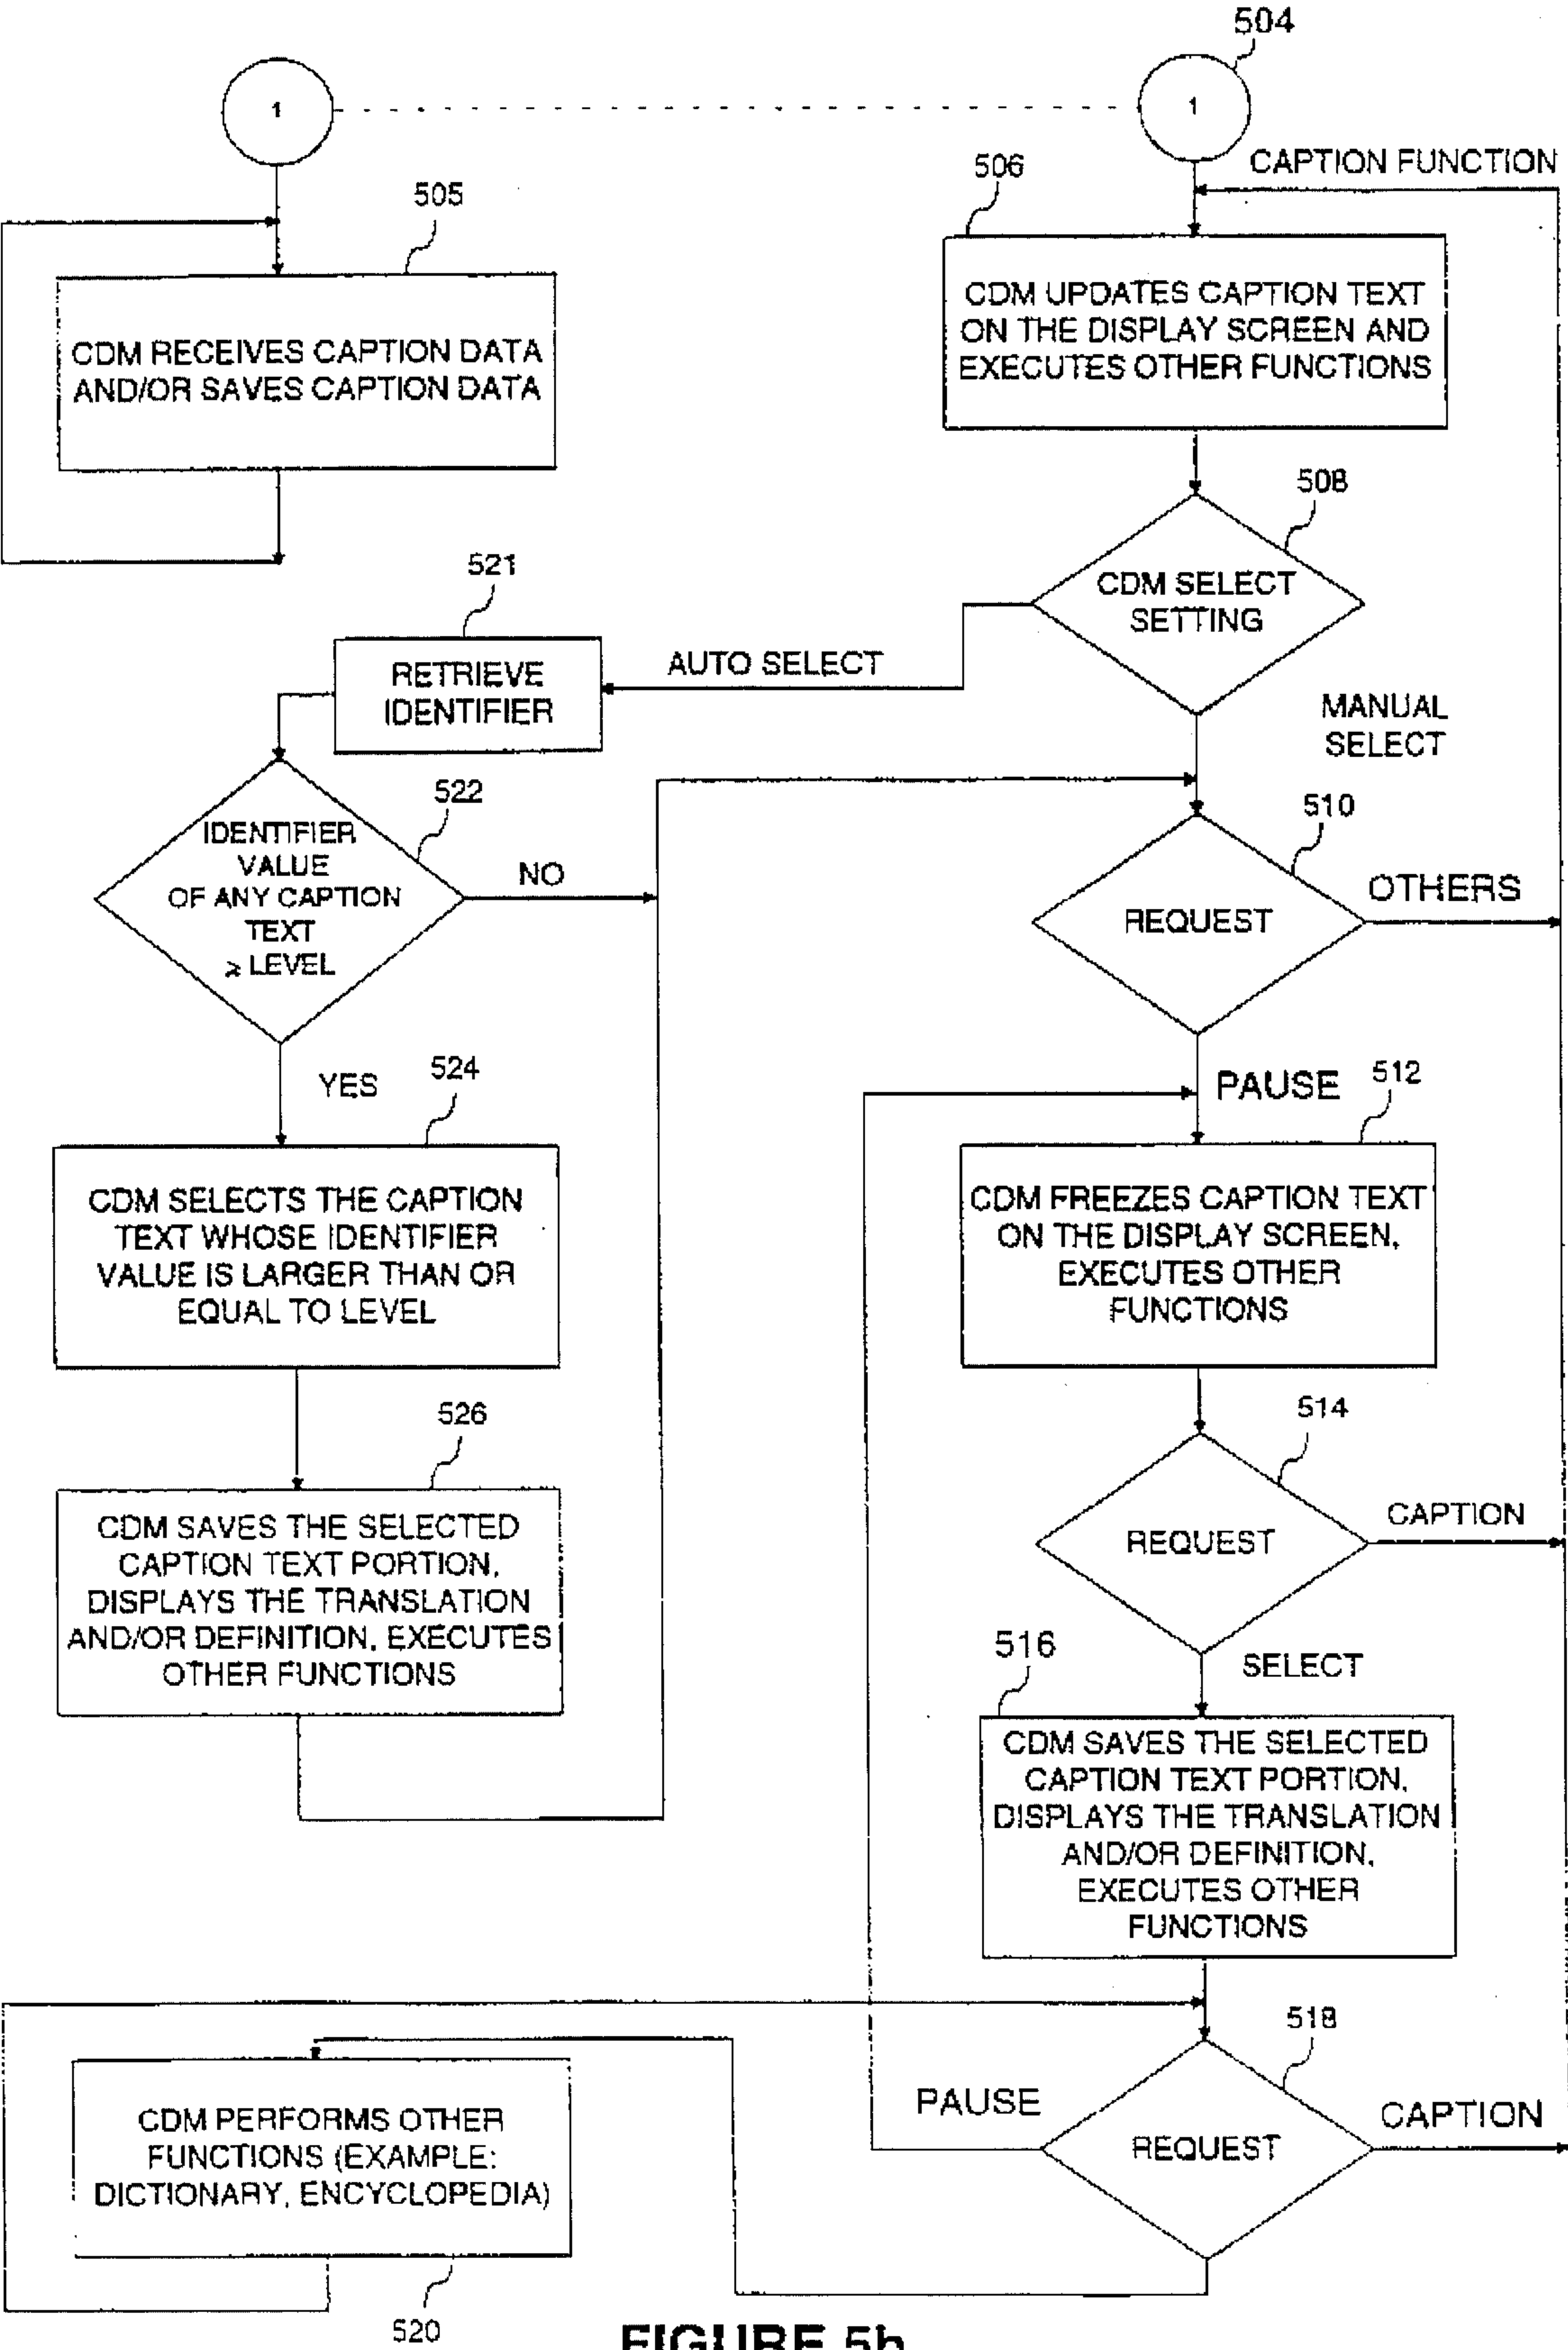 504
1
1
CAPTION FUNCTION
506
505
CDM UPDATES CAPTION TEXT
ON THE DISPLAY SCREEN AND
EXECUTES OTHER FUNCTIONS
CDM RECEIVES CAPTION DATA
AND/OR SAVES CAPTION DATA
508
CDM SELECT
SETTING
521
AUTO SELECT
RETRIEVE
IDENTIFIER
MANUAL
SELECT
522
IDENTIFIER
VALUE
OF ANY CAPTION
TEXT
≥ LEVEL
NO
510
REQUEST
OTHERS
YES
524
PAUSE
512
CDM SELECTS THE CAPTION
TEXT WHOSE IDENTIFIER
VALUE IS LARGER THAN OR
EQUAL TO LEVEL
CDM FREEZES CAPTION TEXT
ON THE DISPLAY SCREEN,
EXECUTES OTHER
FUNCTIONS
526
514
CDM SAVES THE SELECTED
CAPTION TEXT PORTION,
DISPLAYS THE TRANSLATION
AND/OR DEFINITION, EXECUTES
OTHER FUNCTIONS
REQUEST
CAPTION
516
SELECT
CDM SAVES THE SELECTED
CAPTION TEXT PORTION,
DISPLAYS THE TRANSLATION
AND/OR DEFINITION,
EXECUTES OTHER
FUNCTIONS
518
PAUSE
REQUEST
CAPTION
CDM PERFORMS OTHER
FUNCTIONS (EXAMPLE:
DICTIONARY, ENCYCLOPEDIA)
520
FIGURE 5b